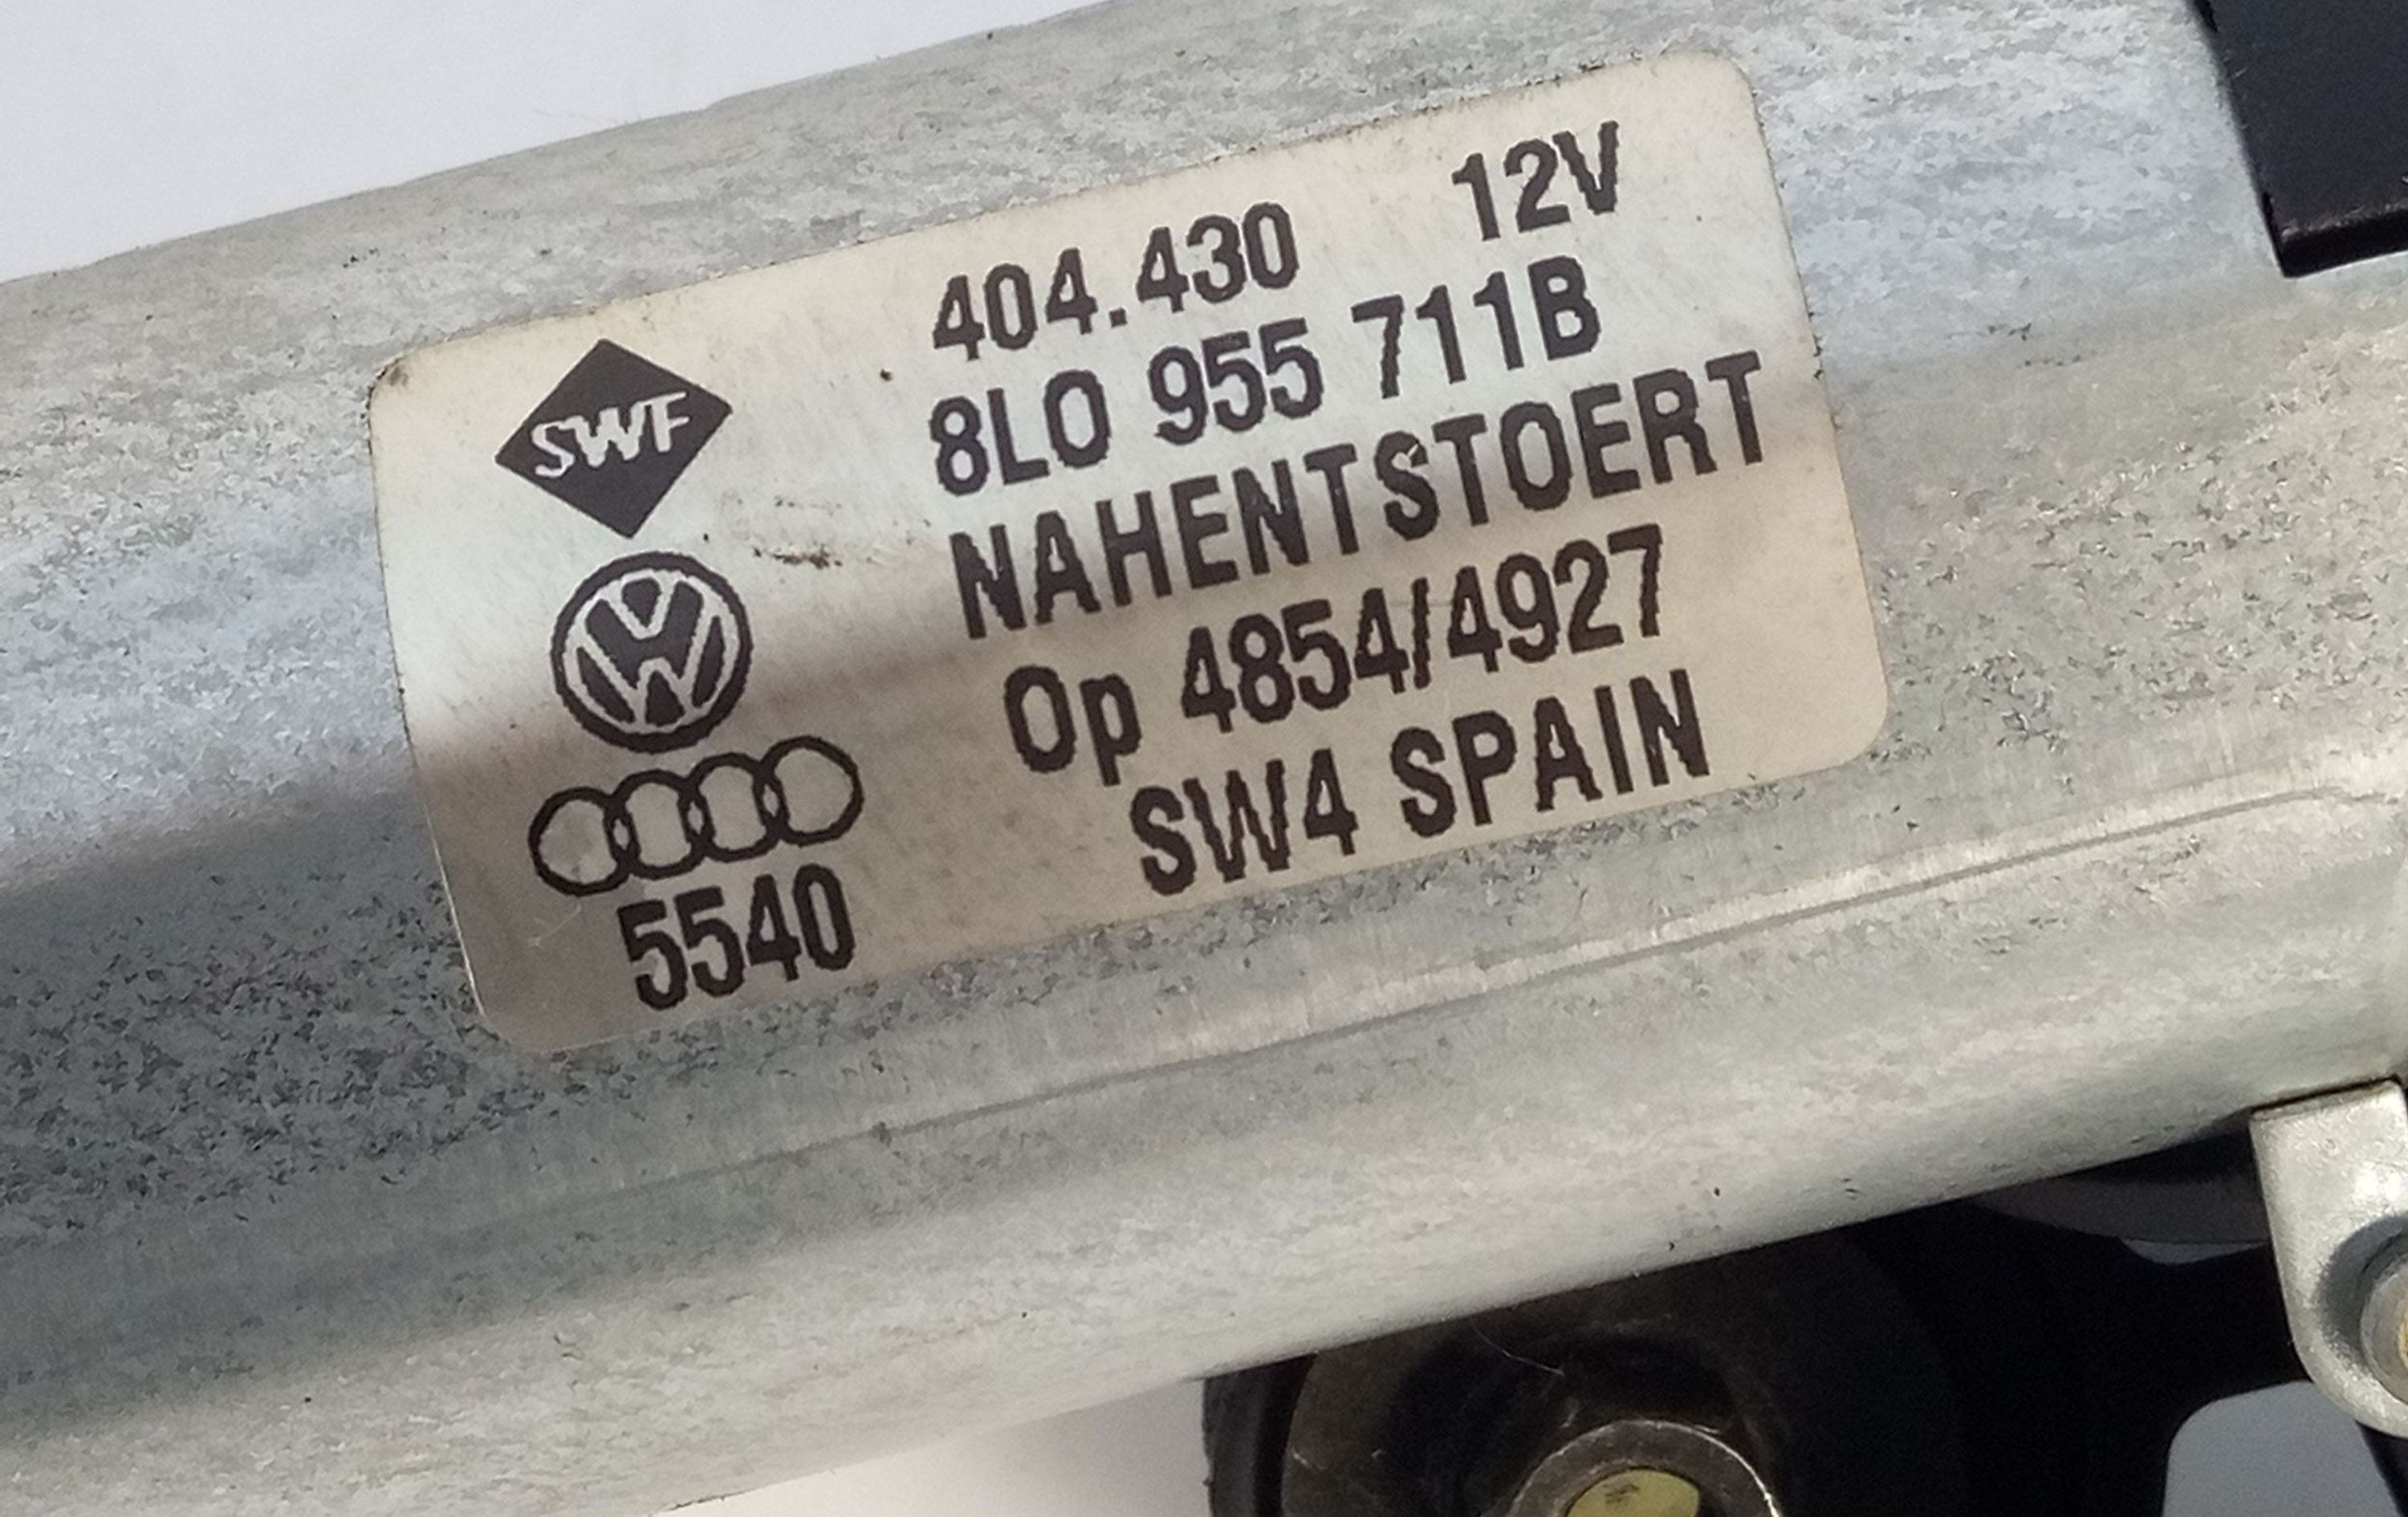 404.430 12V
8L0 955 711B
NAHENTSTOERT
Op 4854/4927
SW4 SPAIN
SWF
5540